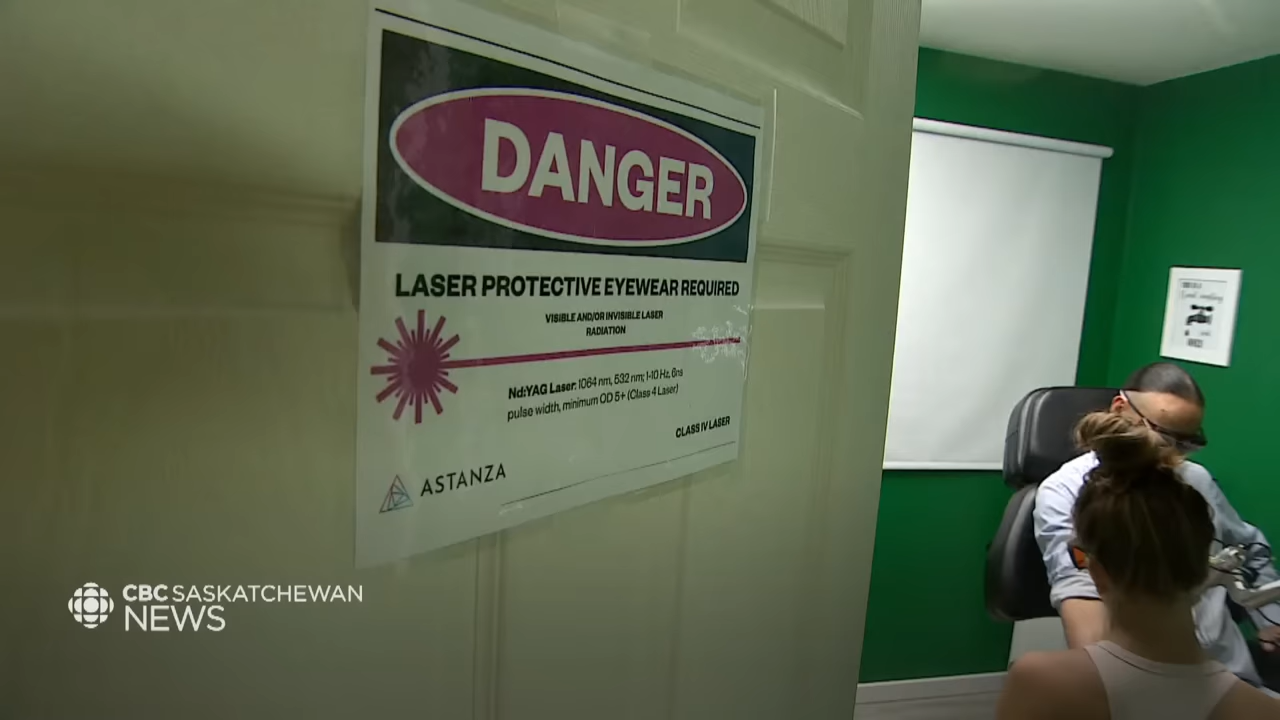 DANGER
LASER PROTECTIVE EYEWEAR REQUIRED
VISIBLE AND/OR INVISIBLE LASER
RADIATION
Nd:YAG Laser: 1064 nm, 532 nm; 1-10 Hz, 6ns
pulse width, minimum OD 5+ (Class 4 Laser)
CLASS IV LASER
ASTANZA
CBC SASKATCHEWAN
NEWS